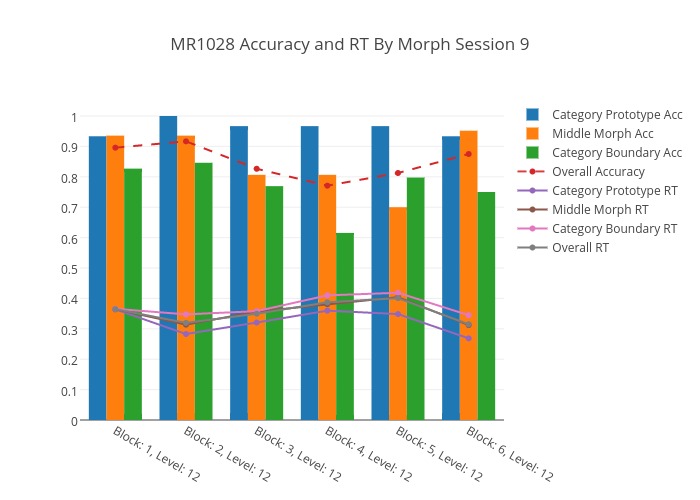 MR1028 Accuracy and RT By Morph Session 9
1
0.9
0.8
0.7
0.6
0.5
0.4
0.3
0.2
0.1
0
Block: 1, Level: 12
Block: 2, Level: 12
Block: 3, Level: 12
Block: 4, Level: 12
Block: 5, Level: 12
Block: 6, Level: 12
Category Prototype Acc
Middle Morph Acc
Category Boundary Acc
Overall Accuracy
Category Prototype RT
Middle Morph RT
Category Boundary RT
Overall RT